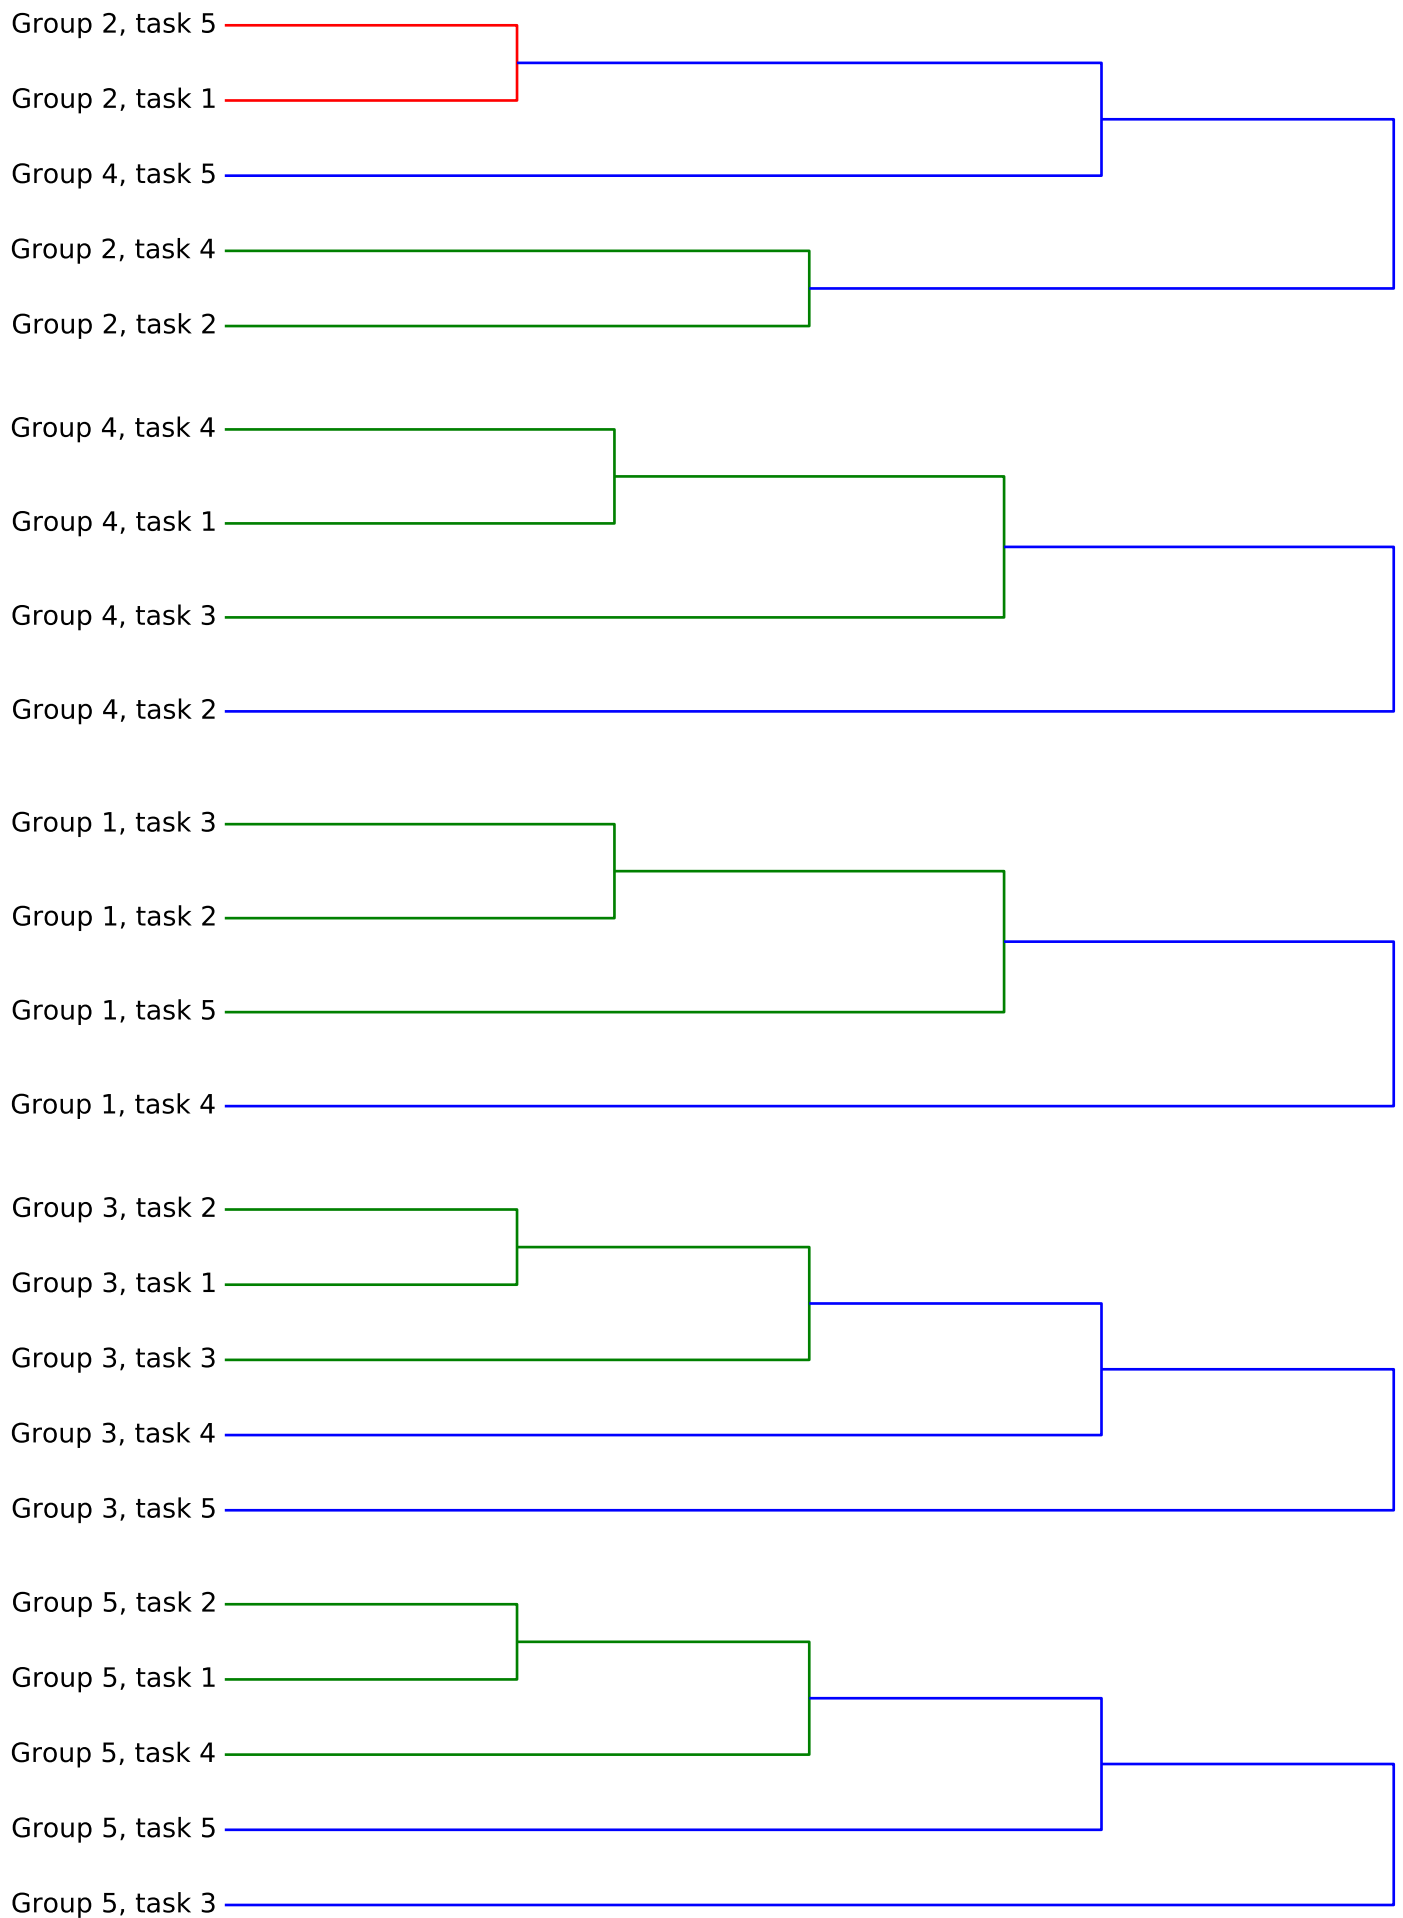 Group 2, task 5
Group 2, task 1
Group 4, task 5
Group 2, task 4
Group 2, task 2
Group 4, task 4
Group 4, task 1
Group 4, task 3
Group 4, task 2
Group 1, task 3
Group 1, task 2
Group 1, task 5
Group 1, task 4
Group 3, task 2
Group 3, task 1
Group 3, task 3
Group 3, task 4
Group 3, task 5
Group 5, task 2
Group 5, task 1
Group 5, task 4
Group 5, task 5
Group 5, task 3